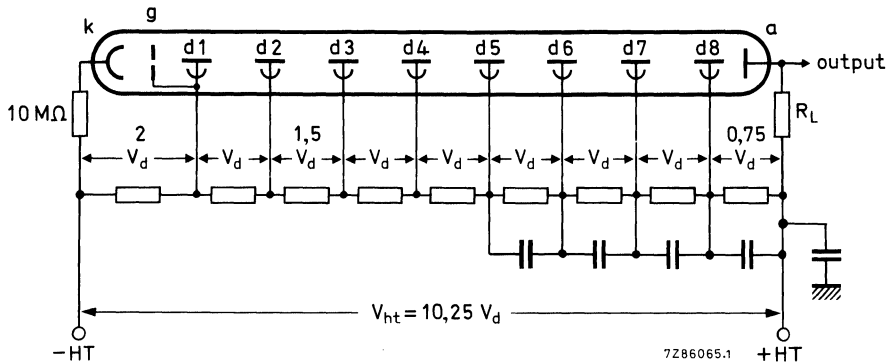 k g d1 d2 d3 d4 d5 d6 d7 d8 a
output
10 MΩ
R_L
2 1,5 0,75
V_d V_d V_d V_d V_d V_d V_d V_d V_d
V_ht = 10,25 V_d
−HT
7Z86065.1
+HT